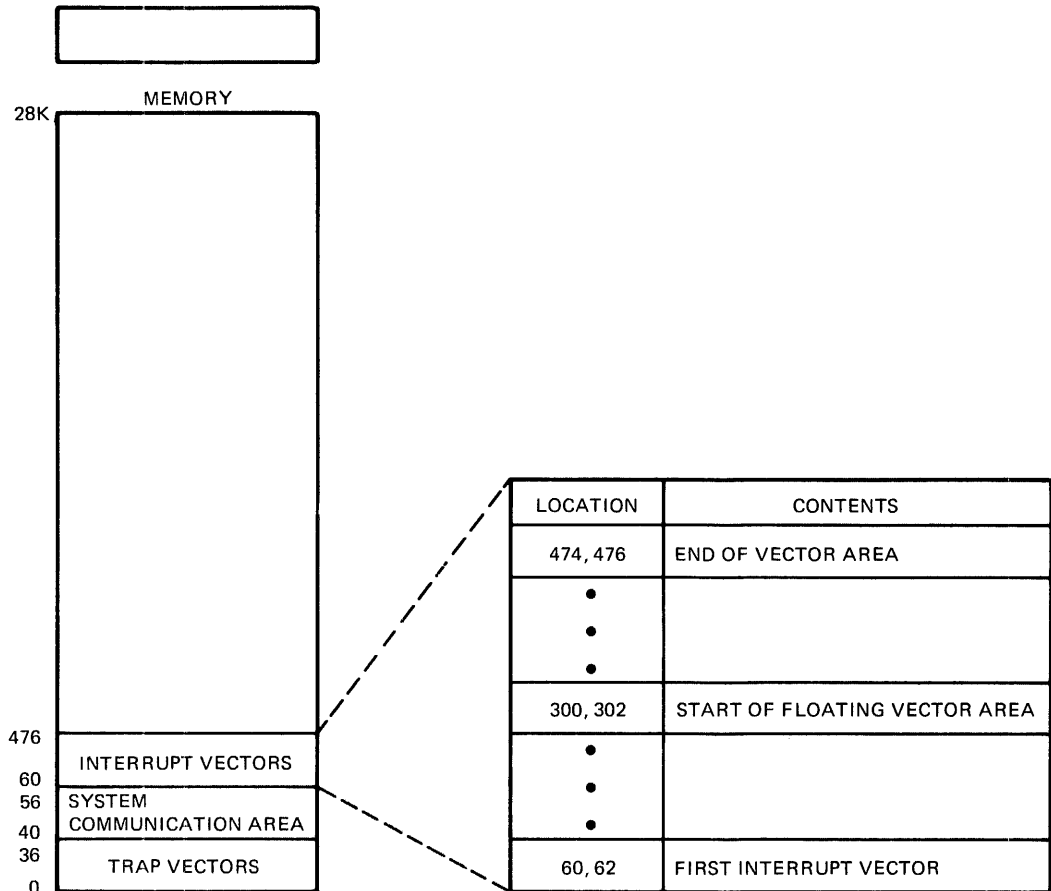 MEMORY
28K
476
INTERRUPT VECTORS
60
56
SYSTEM
COMMUNICATION AREA
40
36
TRAP VECTORS
0
LOCATION CONTENTS
474, 476 END OF VECTOR AREA
300, 302 START OF FLOATING VECTOR AREA
60, 62 FIRST INTERRUPT VECTOR